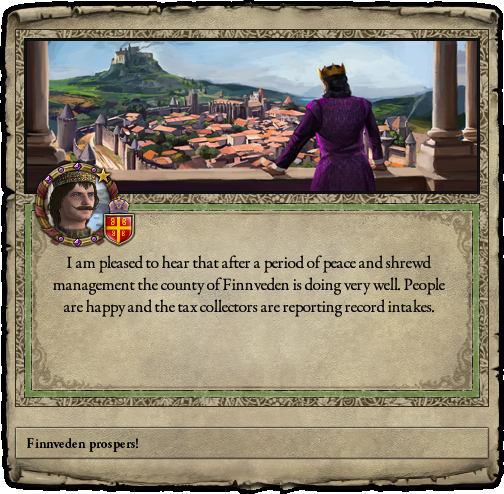 I am pleased to hear that after a period of peace and shrewd
management the county of Finnveden is doing very well. People
are happy and the tax collectors are reporting record intakes.
Finnveden prospers!